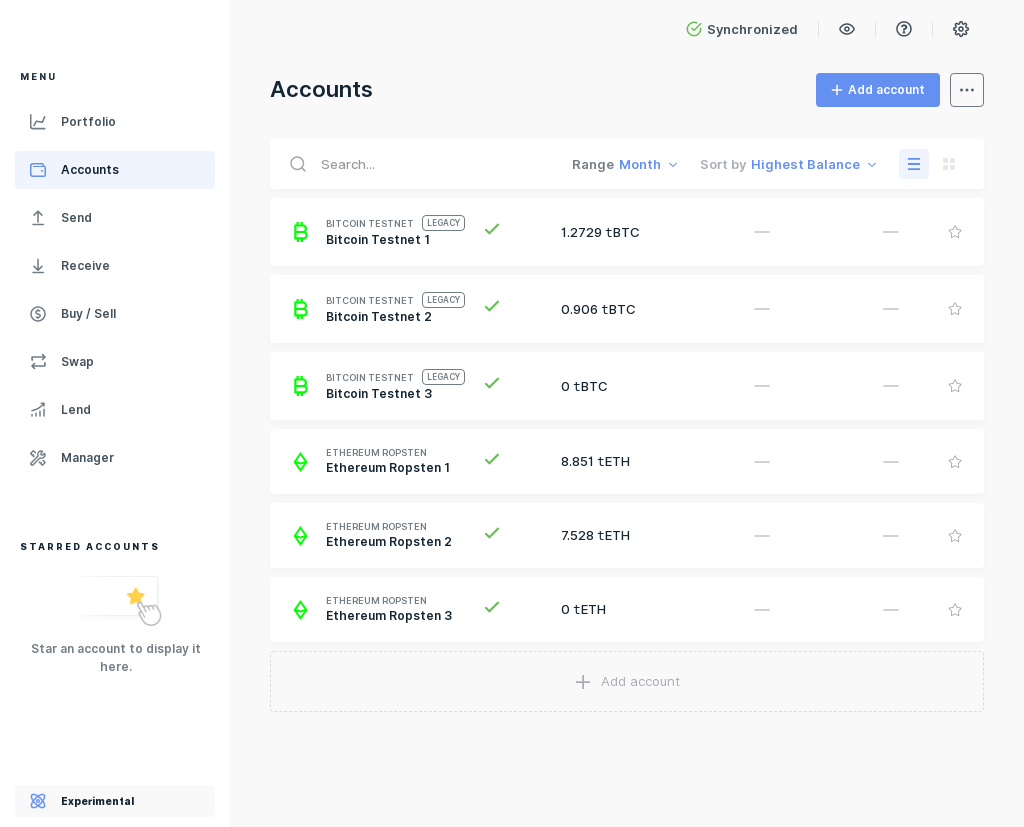 Synchronized
MENU
Portfolio
Accounts
Send
Receive
Buy / Sell
Swap
Lend
Manager
STARRED ACCOUNTS
Star an account to display it
here.
Experimental
Accounts
Add account
Search...
Range Month
Sort by Highest Balance
BITCOIN TESTNET LEGACY
Bitcoin Testnet 1
1.2729 tBTC
— —
BITCOIN TESTNET LEGACY
Bitcoin Testnet 2
0.906 tBTC
— —
BITCOIN TESTNET LEGACY
Bitcoin Testnet 3
0 tBTC
— —
ETHEREUM ROPSTEN
Ethereum Ropsten 1
8.851 tETH
— —
ETHEREUM ROPSTEN
Ethereum Ropsten 2
7.528 tETH
— —
ETHEREUM ROPSTEN
Ethereum Ropsten 3
0 tETH
— —
Add account